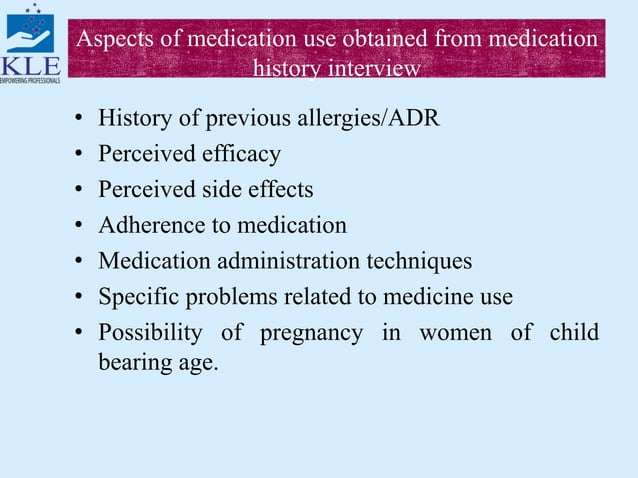 KLE
EMPOWERING PROFESSIONALS
Aspects of medication use obtained from medication
history interview
• History of previous allergies/ADR
• Perceived efficacy
• Perceived side effects
• Adherence to medication
• Medication administration techniques
• Specific problems related to medicine use
• Possibility of pregnancy in women of child
bearing age.